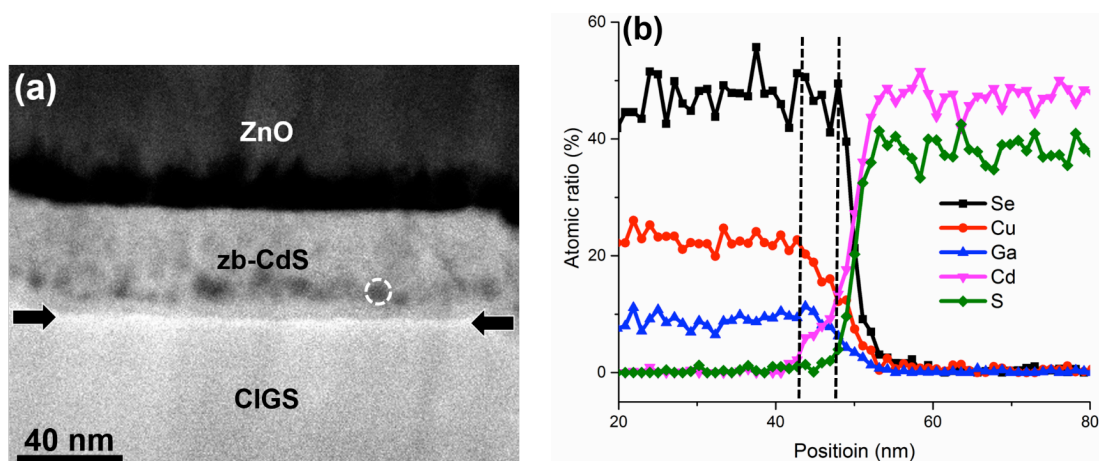 (a)
ZnO
zb-CdS
CIGS
40 nm
(b)
60
40
20
0
Atomic ratio (%)
Se
Cu
Ga
Cd
S
20
40
60
80
Positioin (nm)